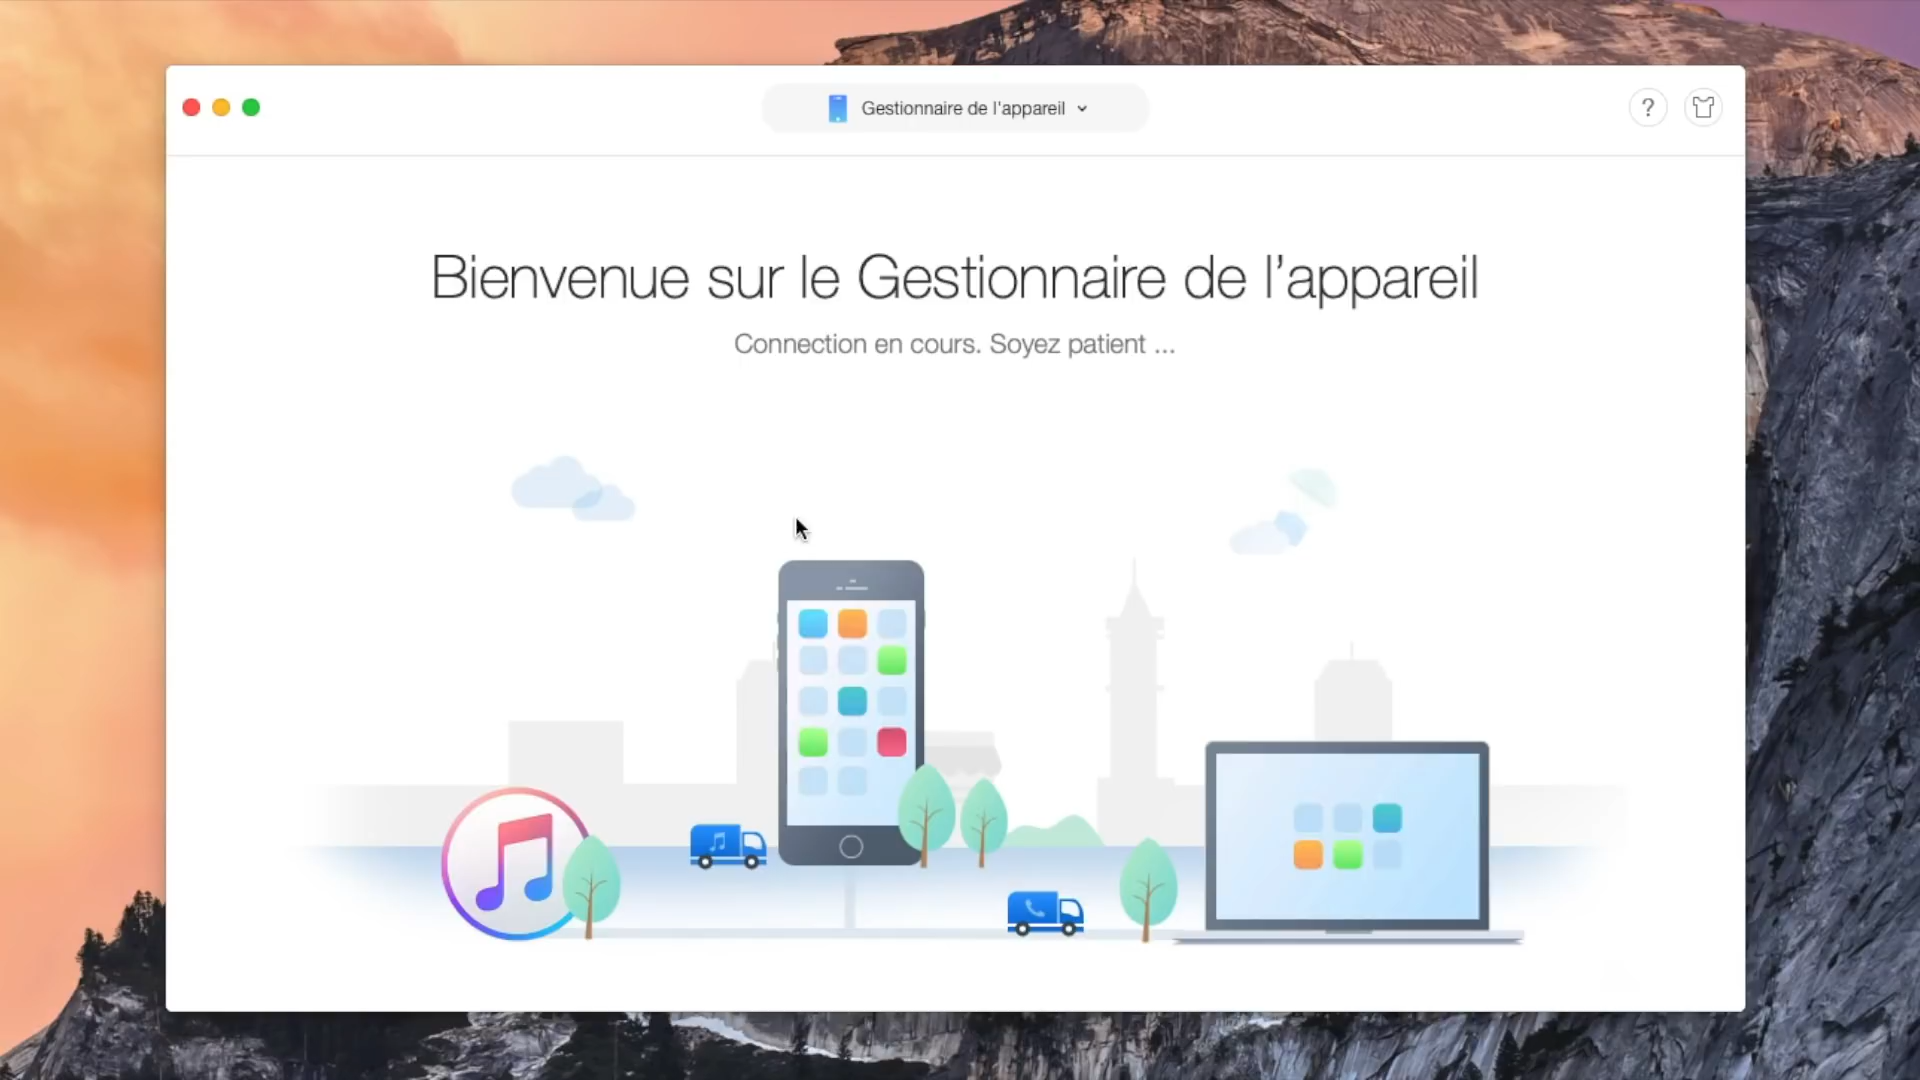 Gestionnaire de l'appareil
?
Bienvenue sur le Gestionnaire de l’appareil
Connection en cours. Soyez patient ...